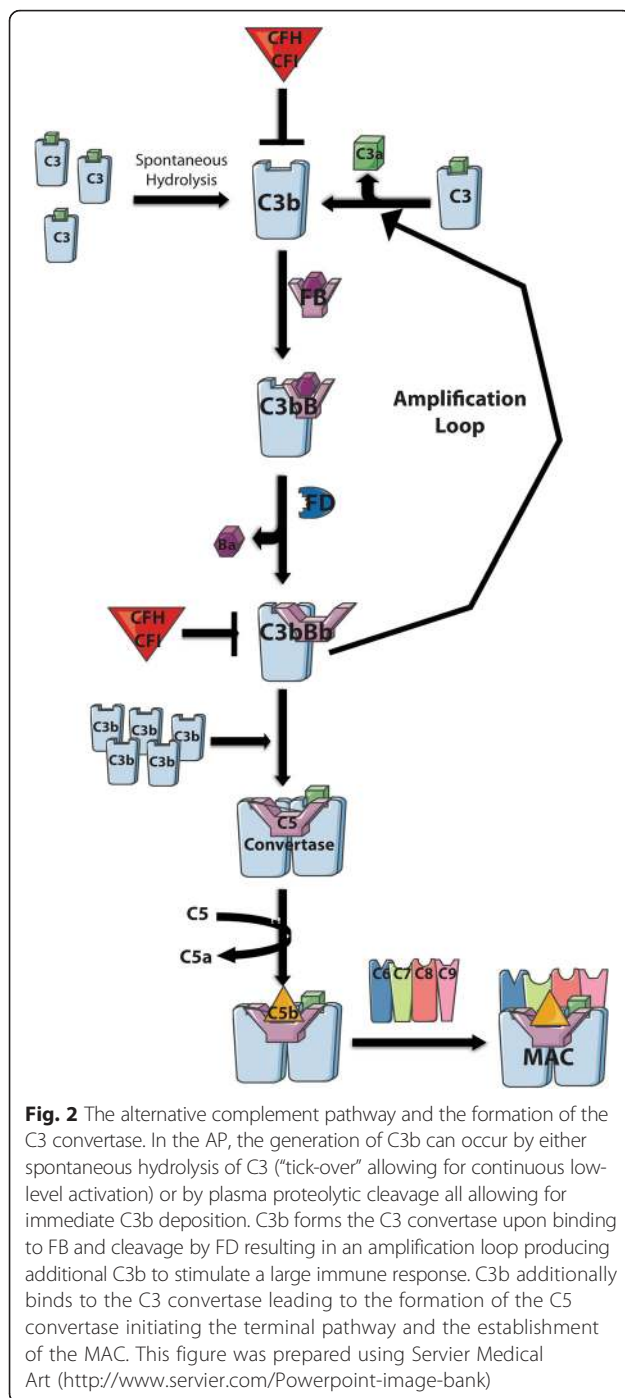 CFH
CFI
C3
C3
C3
Spontaneous
Hydrolysis
C3b
C3a
C3
FB
C3bB
Amplification
Loop
FD
Ba
CFH
CFI
C3bBb
C3b
C3b
C3b
C3b
C3b
C5
Convertase
C5
C5a
C5b
C6
C7
C8
C9
MAC
Fig. 2 The alternative complement pathway and the formation of the
C3 convertase. In the AP, the generation of C3b can occur by either
spontaneous hydrolysis of C3 (“tick-over” allowing for continuous low-
level activation) or by plasma proteolytic cleavage all allowing for
immediate C3b deposition. C3b forms the C3 convertase upon binding
to FB and cleavage by FD resulting in an amplification loop producing
additional C3b to stimulate a large immune response. C3b additionally
binds to the C3 convertase leading to the formation of the C5
convertase initiating the terminal pathway and the establishment
of the MAC. This figure was prepared using Servier Medical
Art (http://www.servier.com/Powerpoint-image-bank)